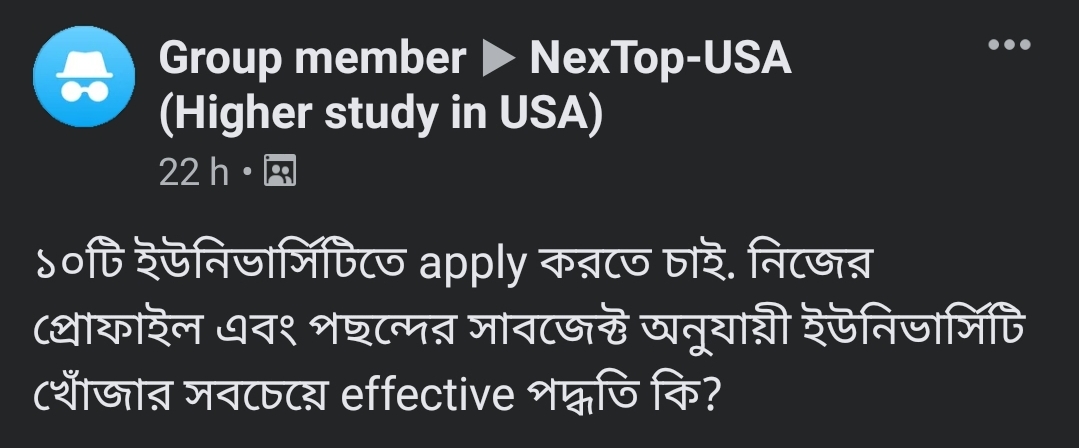 Group member ▶ NexTop-USA
(Higher study in USA)
22 h •
১০টি ইউনিভার্সিটিতে apply করতে চাই. নিজের
প্রোফাইল এবং পছন্দের সাবজেক্ট অনুযায়ী ইউনিভার্সিটি
খোঁজার সবচেয়ে effective পদ্ধতি কি?